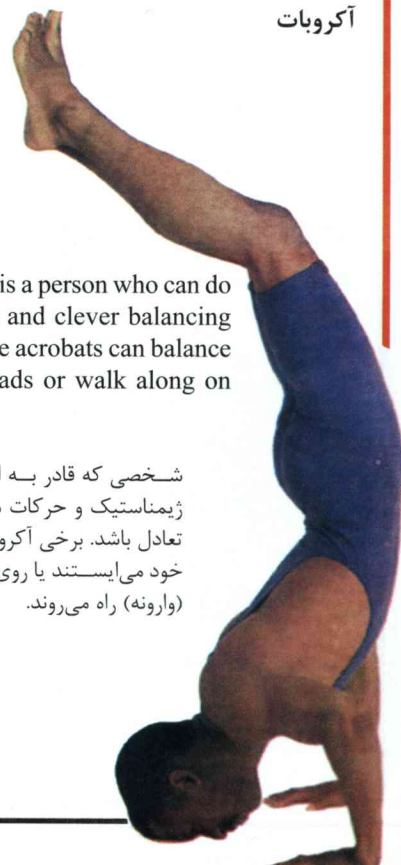 آکروبات
is a person who can do
and clever balancing
e acrobats can balance
ads or walk along on
شخصی که قادر به ا
ژیمناستیک و حرکات
تعادل باشد. برخی آکرو
خود می‌ایستند یا روی
(وارونه) راه می‌روند.